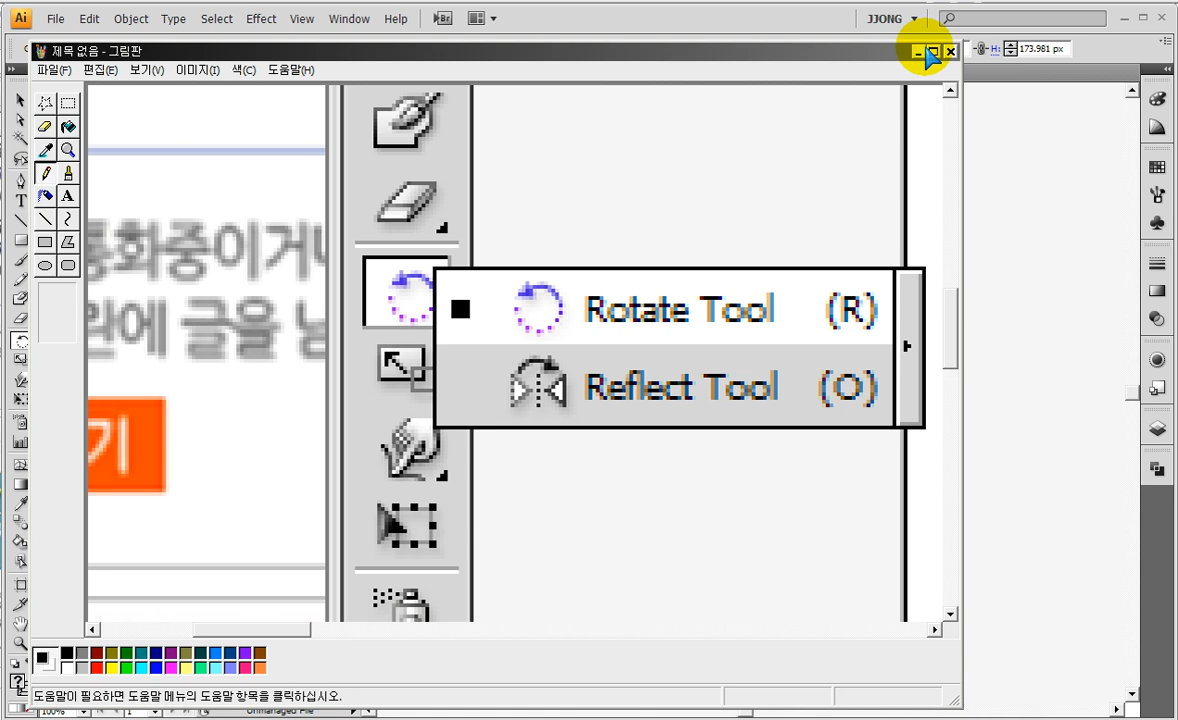 Ai File Edit Object Type Select Effect View Window Help Br JJONG
제목 없음 - 그림판
H: 173.981 px
파일(F) 편집(E) 보기(V) 이미지(I) 색(C) 도움말(H)
통화중이거나
원에 글을 남
기
Rotate Tool (R)
Reflect Tool (O)
도움말이 필요하면 도움말 메뉴의 도움말 항목을 클릭하십시오.
100% 1 Unmanaged File